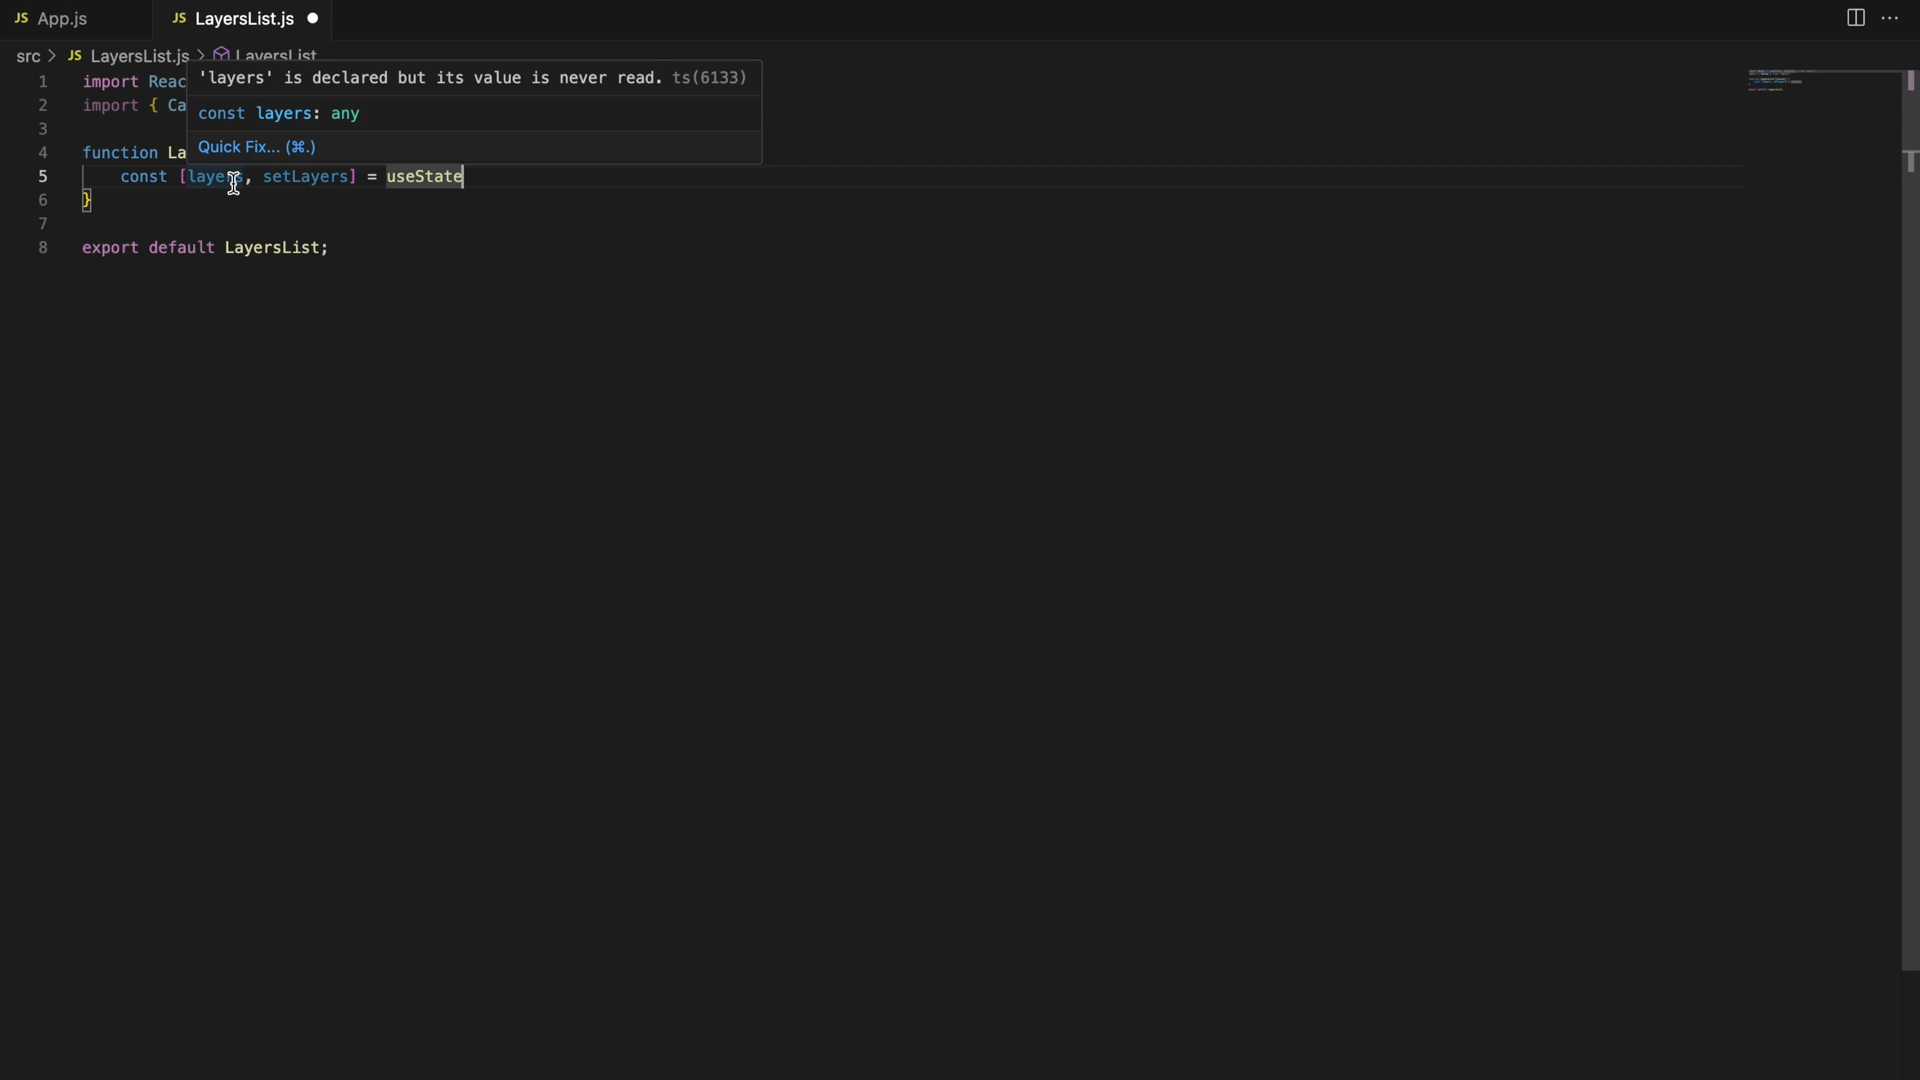 JS App.js JS LayersList.js
src > JS LayersList.js > LayersList
'layers' is declared but its value is never read. ts(6133)
const layers: any
Quick Fix... (⌘.)
1 import Reac
2 import { Ca
3
4 function La
5 const [layers, setLayers] = useState
6 }
7
8 export default LayersList;